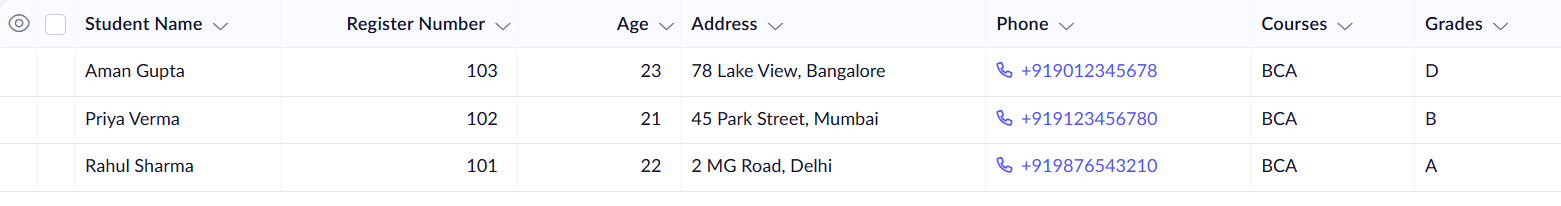 Student Name Register Number Age Address Phone Courses Grades
Aman Gupta 103 23 78 Lake View, Bangalore +919012345678 BCA D
Priya Verma 102 21 45 Park Street, Mumbai +919123456780 BCA B
Rahul Sharma 101 22 2 MG Road, Delhi +919876543210 BCA A